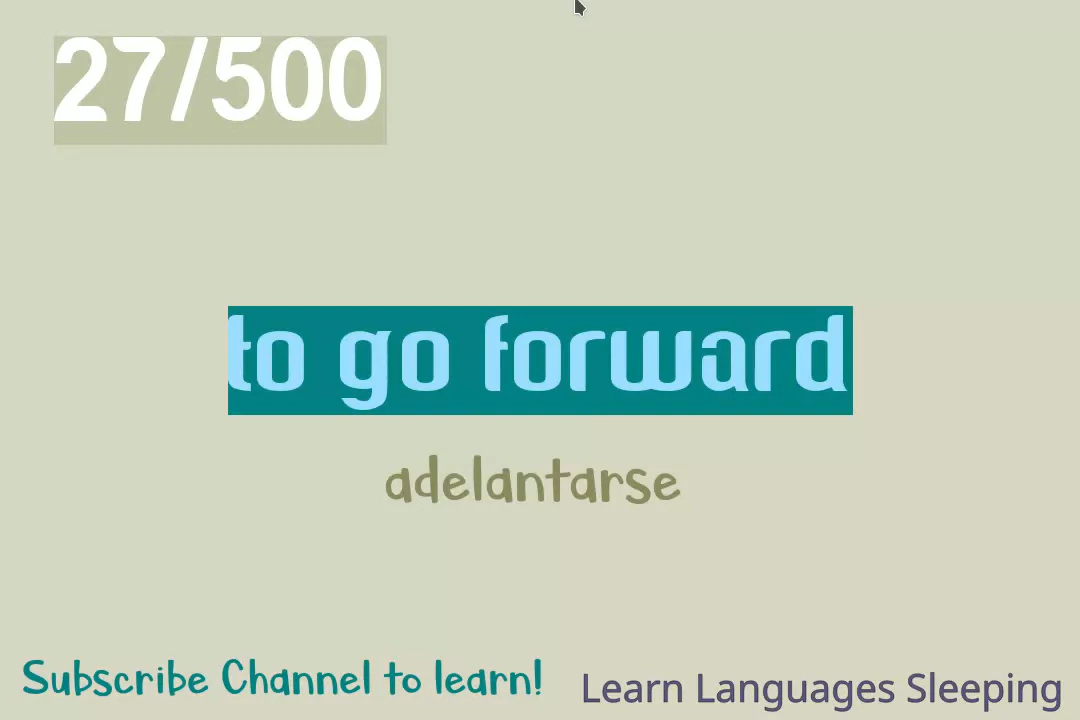 27/500
to go forward
adelantarse
Subscribe Channel to learn!
Learn Languages Sleeping